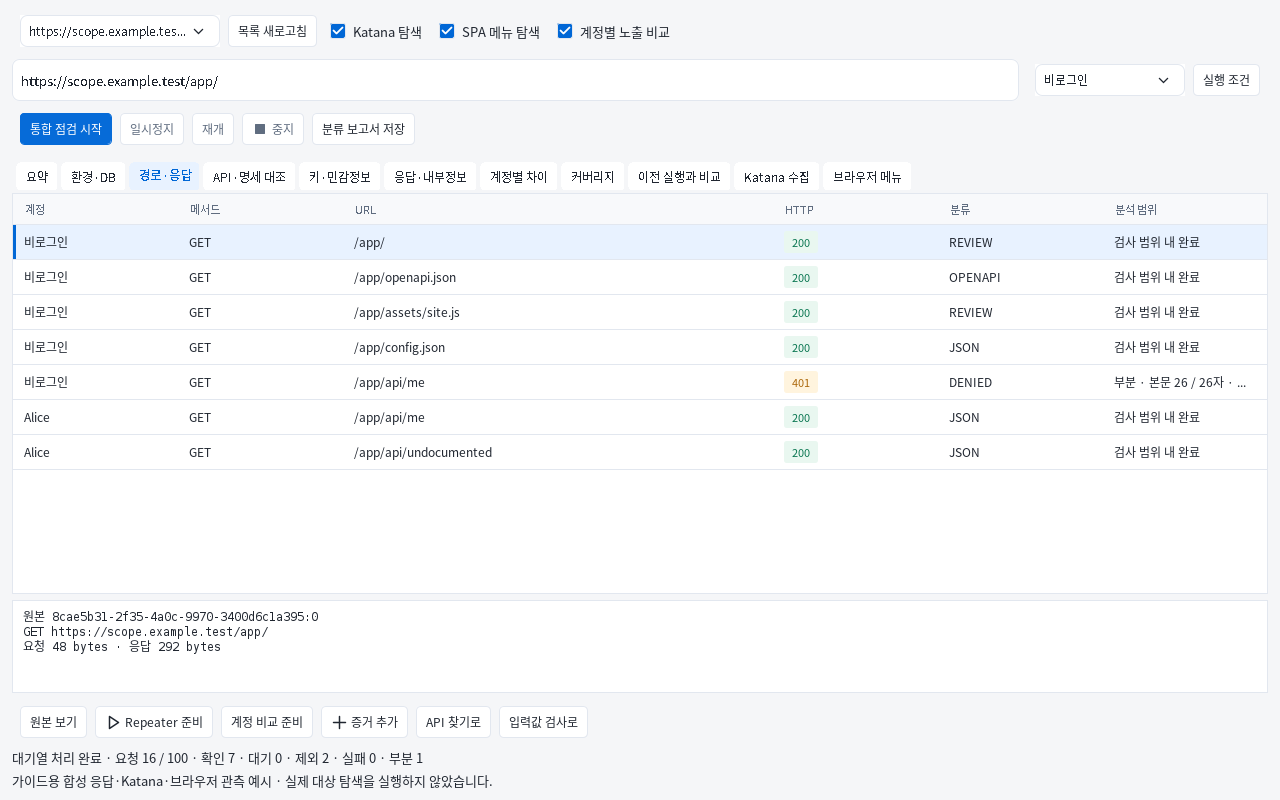 https://scope.example.tes... 목록 새로고침 Katana 탐색 SPA 메뉴 탐색 계정별 노출 비교
https://scope.example.test/app/ 비로그인 실행 조건
통합 점검 시작 일시정지 재개 중지 분류 보고서 저장
요약 환경·DB 경로·응답 API·명세 대조 키·민감정보 응답·내부정보 계정별 차이 커버리지 이전 실행과 비교 Katana 수집 브라우저 메뉴
계정 메서드 URL HTTP 분류 분석 범위
비로그인 GET /app/ 200 REVIEW 검사 범위 내 완료
비로그인 GET /app/openapi.json 200 OPENAPI 검사 범위 내 완료
비로그인 GET /app/assets/site.js 200 REVIEW 검사 범위 내 완료
비로그인 GET /app/config.json 200 JSON 검사 범위 내 완료
비로그인 GET /app/api/me 401 DENIED 부분 · 본문 26 / 26자 · ...
Alice GET /app/api/me 200 JSON 검사 범위 내 완료
Alice GET /app/api/undocumented 200 JSON 검사 범위 내 완료
원본 8cae5b31-2f35-4a0c-9970-3400d6c1a395:0
GET https://scope.example.test/app/
요청 48 bytes · 응답 292 bytes
원본 보기 Repeater 준비 계정 비교 준비 증거 추가 API 찾기로 입력값 검사로
대기열 처리 완료 · 요청 16 / 100 · 확인 7 · 대기 0 · 제외 2 · 실패 0 · 부분 1
가이드용 합성 응답·Katana·브라우저 관측 예시 · 실제 대상 탐색을 실행하지 않았습니다.